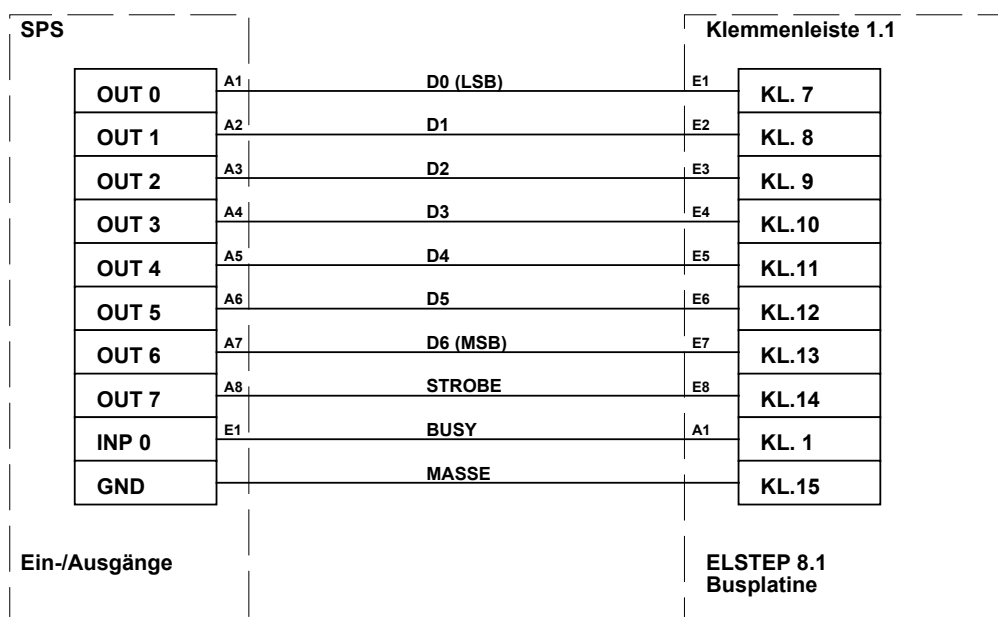 SPS Klemmenleiste 1.1
OUT 0 A1 D0 (LSB) E1 KL. 7
OUT 1 A2 D1 E2 KL. 8
OUT 2 A3 D2 E3 KL. 9
OUT 3 A4 D3 E4 KL.10
OUT 4 A5 D4 E5 KL.11
OUT 5 A6 D5 E6 KL.12
OUT 6 A7 D6 (MSB) E7 KL.13
OUT 7 A8 STROBE E8 KL.14
INP 0 E1 BUSY A1 KL. 1
GND MASSE KL.15
Ein-/Ausgänge ELSTEP 8.1
Busplatine